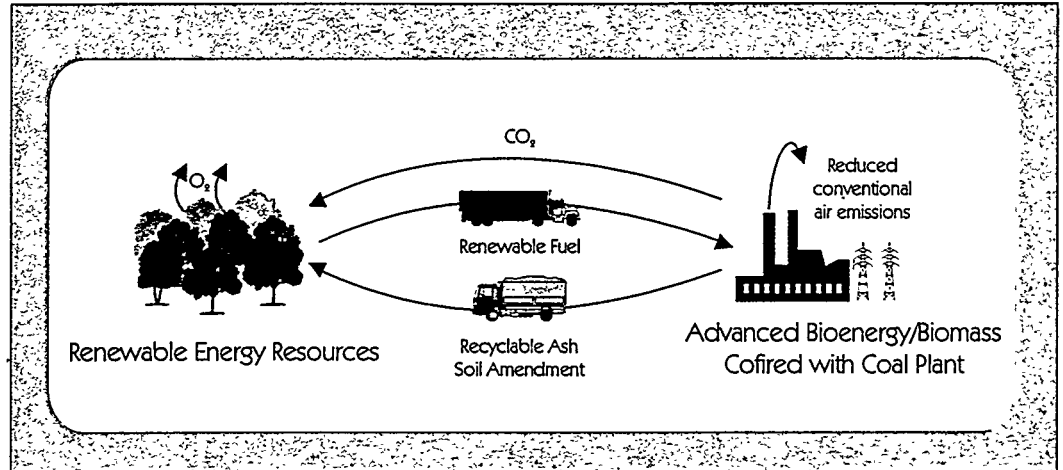 CO₂
O₂
Reduced
conventional
air emissions
Renewable Fuel
Renewable Energy Resources
Recyclable Ash
Soil Amendment
Advanced Bioenergy/Biomass
Cofired with Coal Plant